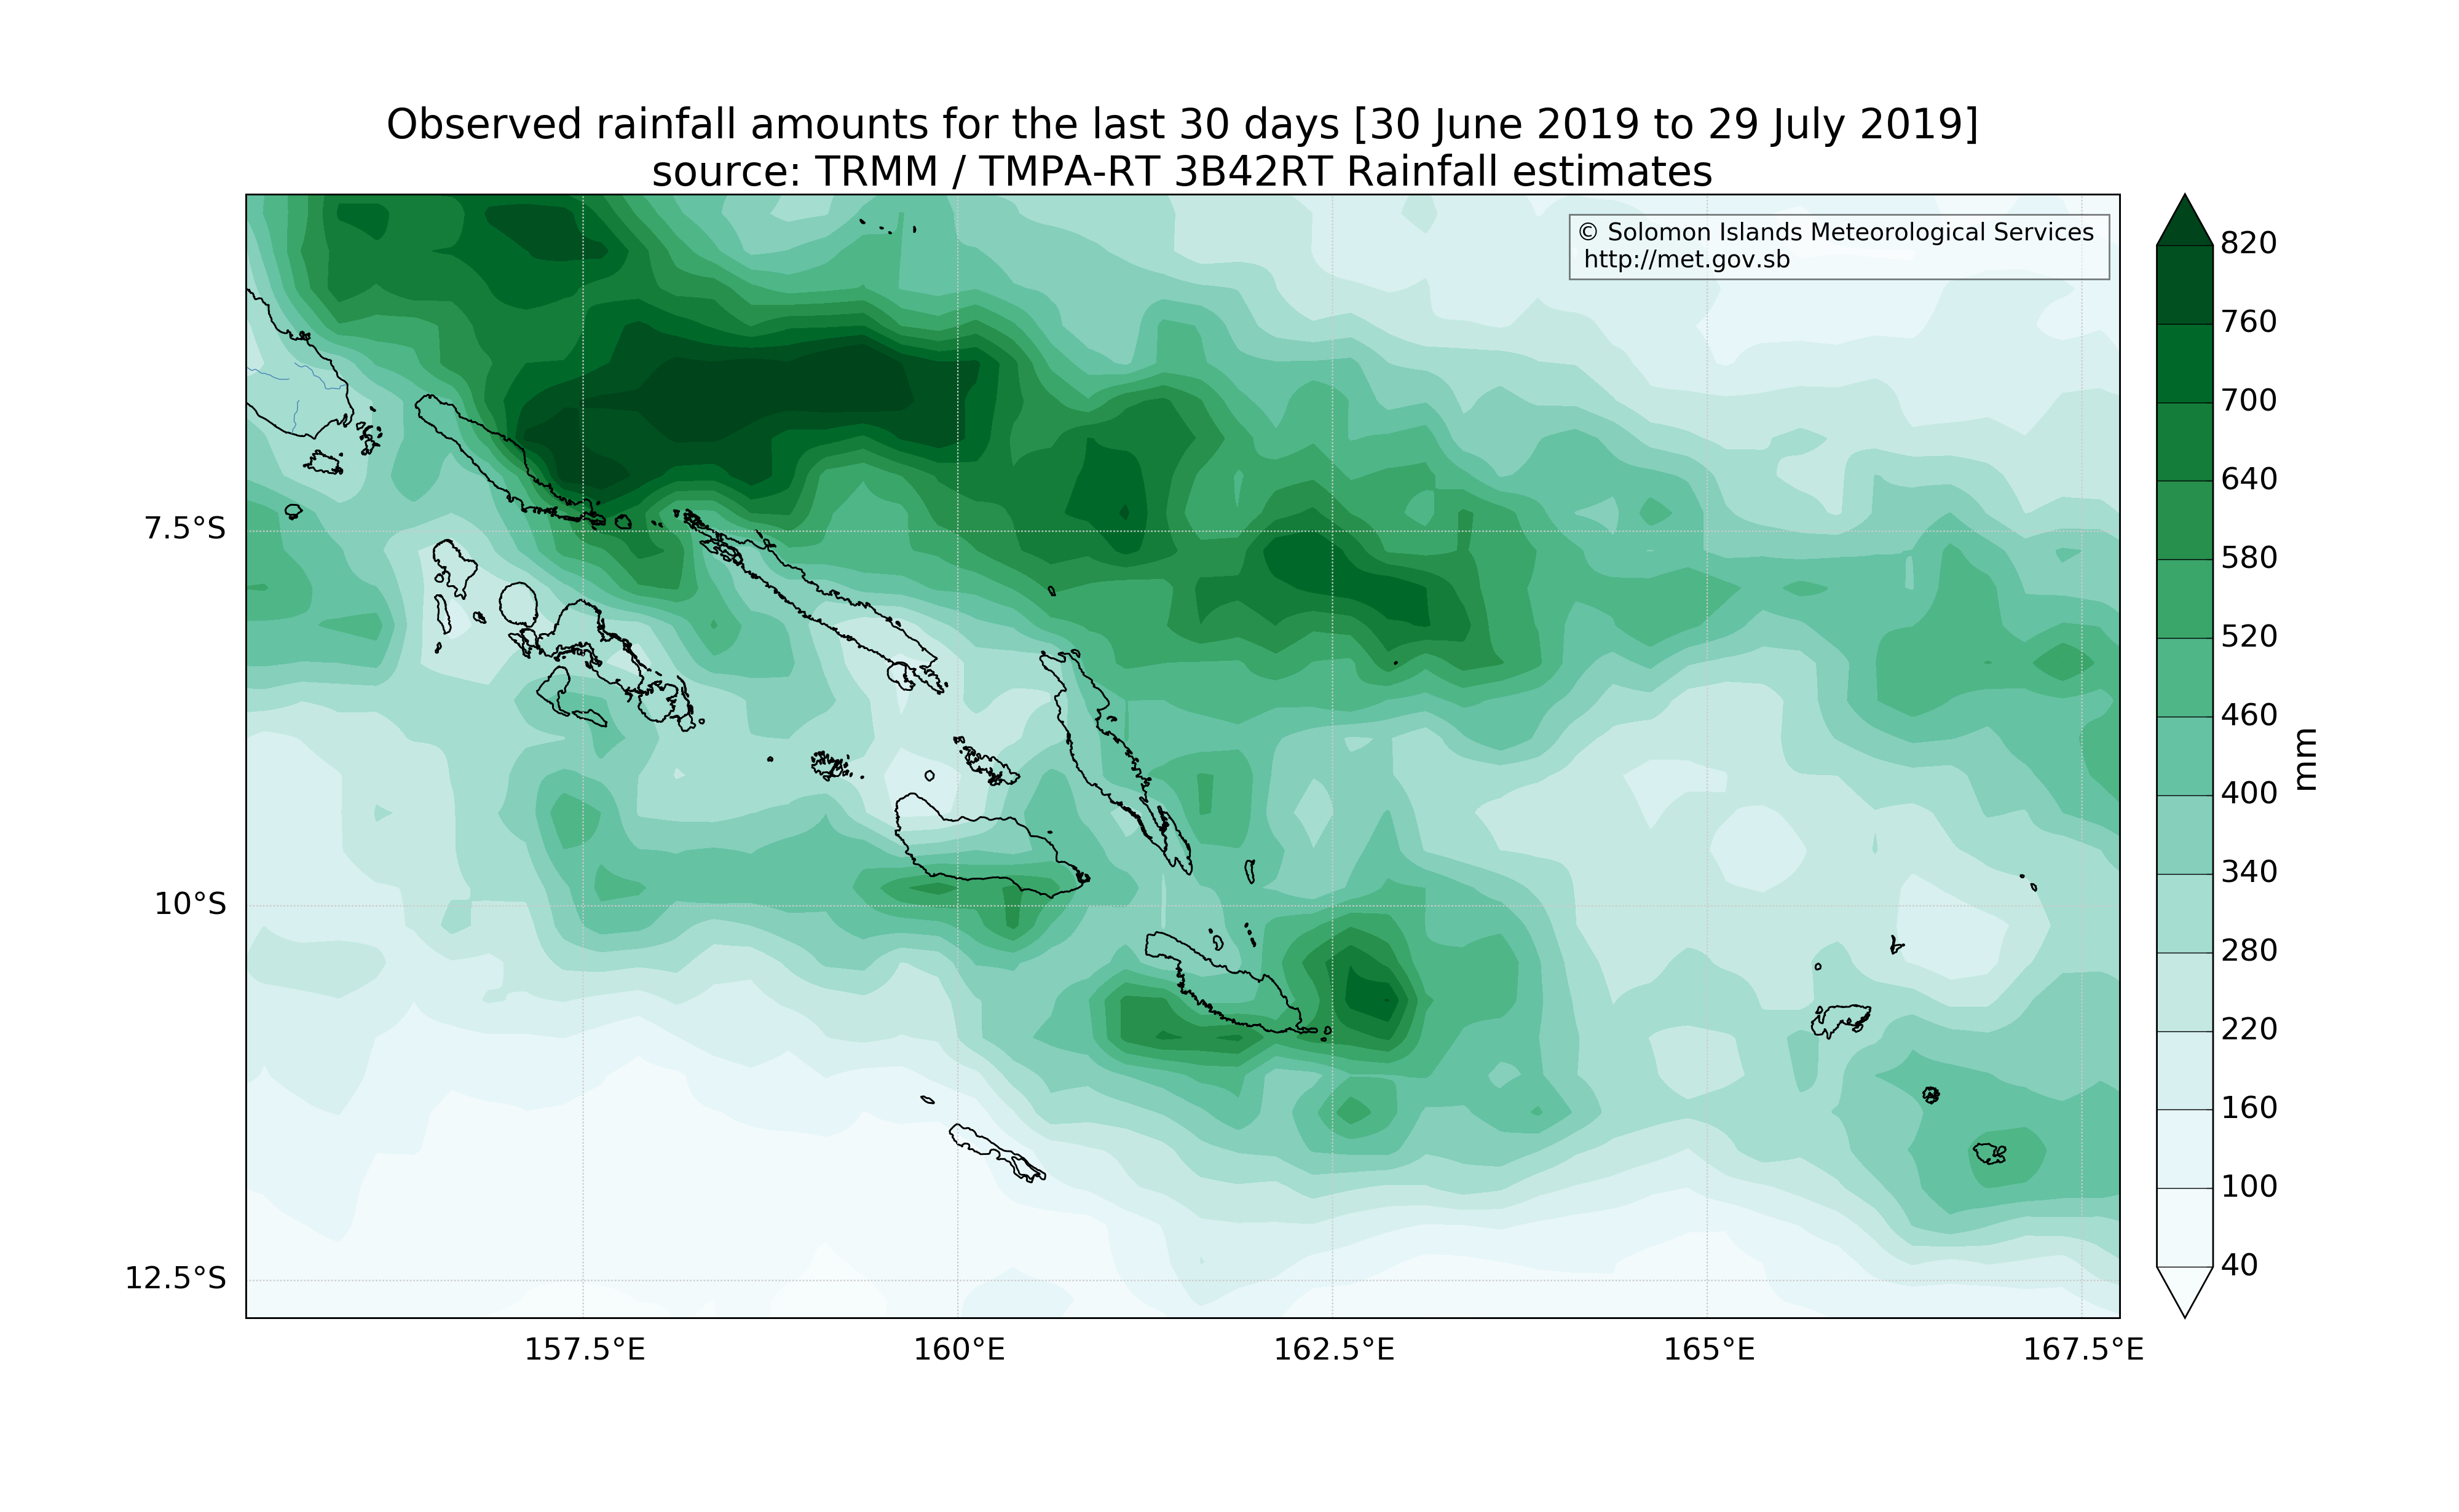 Observed rainfall amounts for the last 30 days [30 June 2019 to 29 July 2019]
source: TRMM / TMPA-RT 3B42RT Rainfall estimates
© Solomon Islands Meteorological Services
http://met.gov.sb
820
760
700
640
580
520
460
400
340
280
220
160
100
40
mm
7.5°S
10°S
12.5°S
157.5°E
160°E
162.5°E
165°E
167.5°E